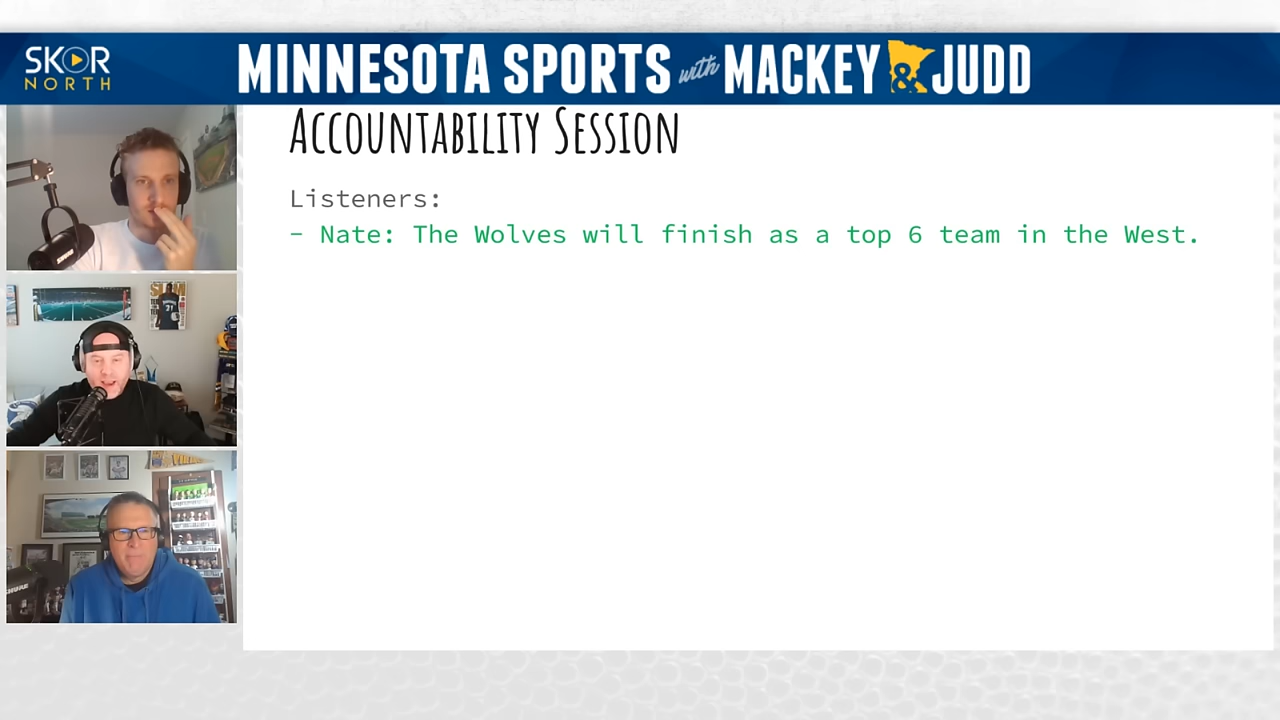 SKOR
NORTH
MINNESOTA SPORTS with MACKEY & JUDD
Accountability Session
Listeners:
- Nate: The Wolves will finish as a top 6 team in the West.
SLAM